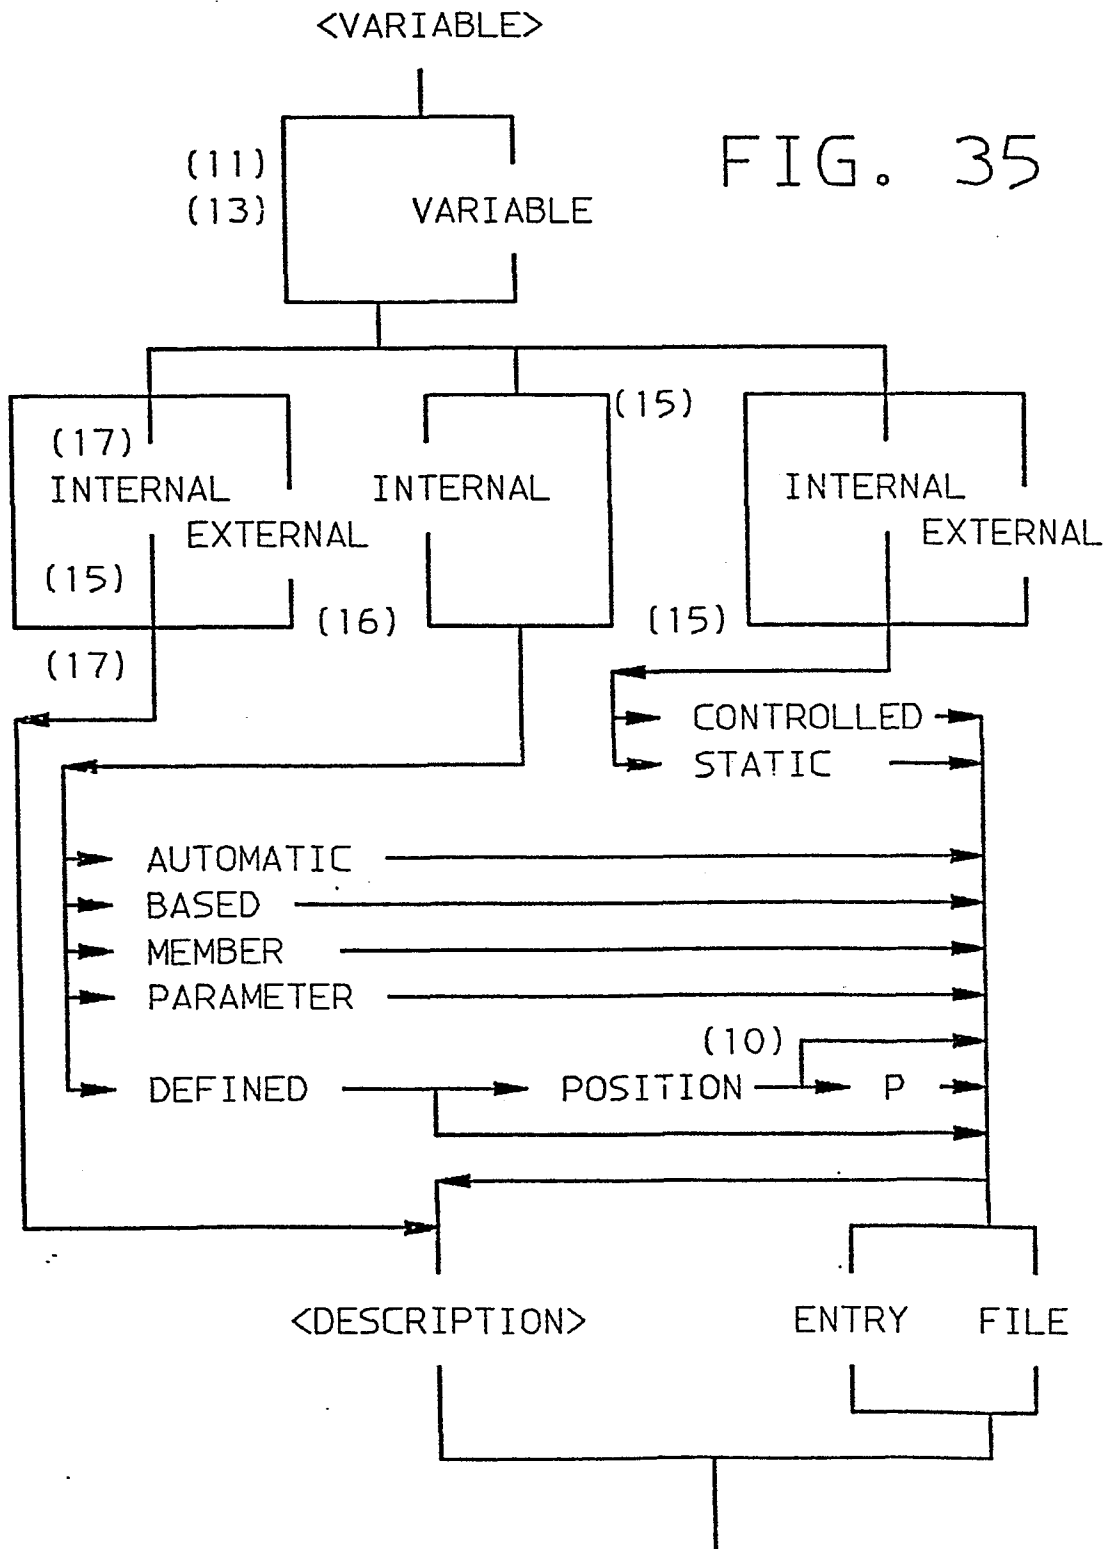 <VARIABLE>
FIG. 35
(11)
(13)
VARIABLE
(15)
(17)
INTERNAL
INTERNAL
INTERNAL
EXTERNAL
EXTERNAL
(15)
(16)
(15)
(17)
CONTROLLED
STATIC
AUTOMATIC
BASED
MEMBER
PARAMETER
(10)
DEFINED
POSITION
P
<DESCRIPTION>
ENTRY
FILE